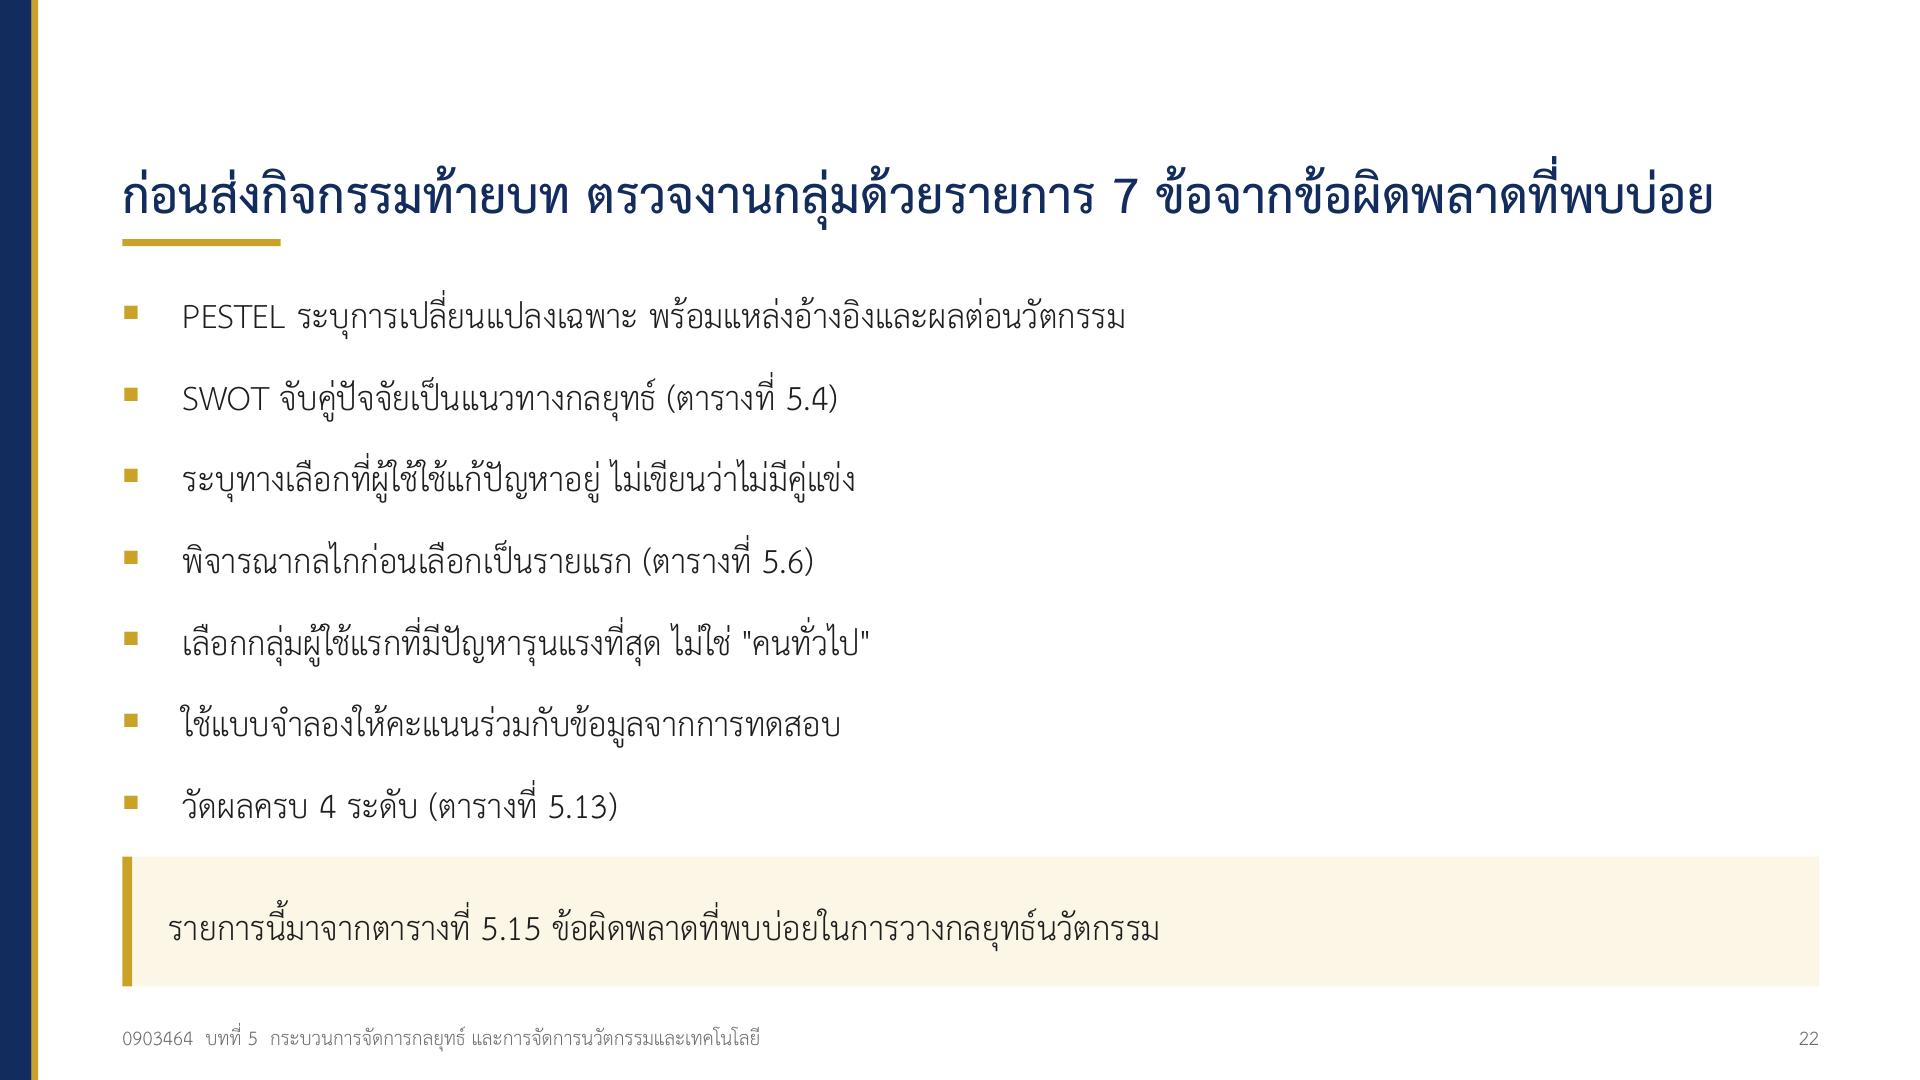 ก่อนส่งกิจกรรมท้ายบท ตรวจงานกลุ่มด้วยรายการ 7 ข้อจากข้อผิดพลาดที่พบบ่อย
PESTEL ระบุการเปลี่ยนแปลงเฉพาะ พร้อมแหล่งอ้างอิงและผลต่อนวัตกรรม
SWOT จับคู่ปัจจัยเป็นแนวทางกลยุทธ์ (ตารางที่ 5.4)
ระบุทางเลือกที่ผู้ใช้ใช้แก้ปัญหาอยู่ ไม่เขียนว่าไม่มีคู่แข่ง
พิจารณากลไกก่อนเลือกเป็นรายแรก (ตารางที่ 5.6)
เลือกกลุ่มผู้ใช้แรกที่มีปัญหารุนแรงที่สุด ไม่ใช่ "คนทั่วไป"
ใช้แบบจำลองให้คะแนนร่วมกับข้อมูลจากการทดสอบ
วัดผลครบ 4 ระดับ (ตารางที่ 5.13)
รายการนี้มาจากตารางที่ 5.15 ข้อผิดพลาดที่พบบ่อยในการวางกลยุทธ์นวัตกรรม
0903464 บทที่ 5 กระบวนการจัดการกลยุทธ์ และการจัดการนวัตกรรมและเทคโนโลยี
22